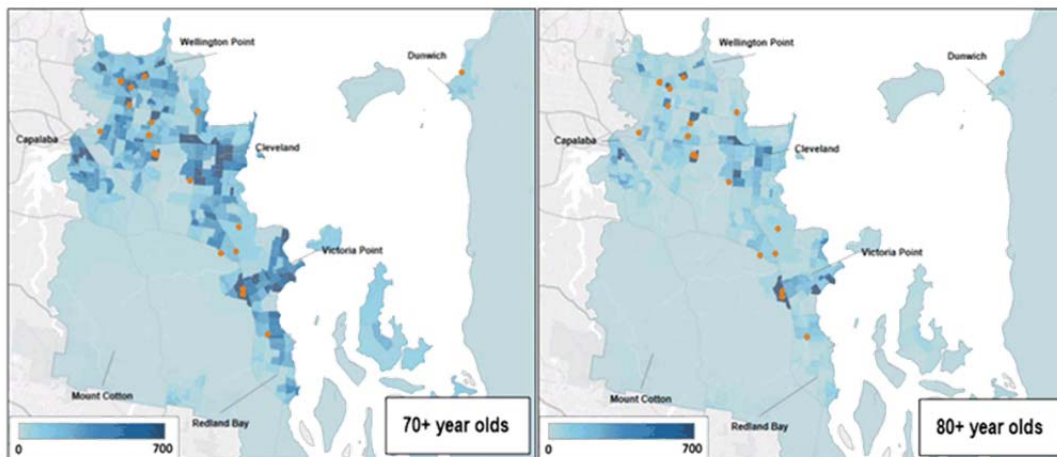 Wellington Point
Dunwich
Capalaba
Cleveland
Victoria Point
Mount Cotton
Redland Bay
0
700
70+ year olds
Wellington Point
Dunwich
Capalaba
Cleveland
Victoria Point
Mount Cotton
Redland Bay
0
700
80+ year olds